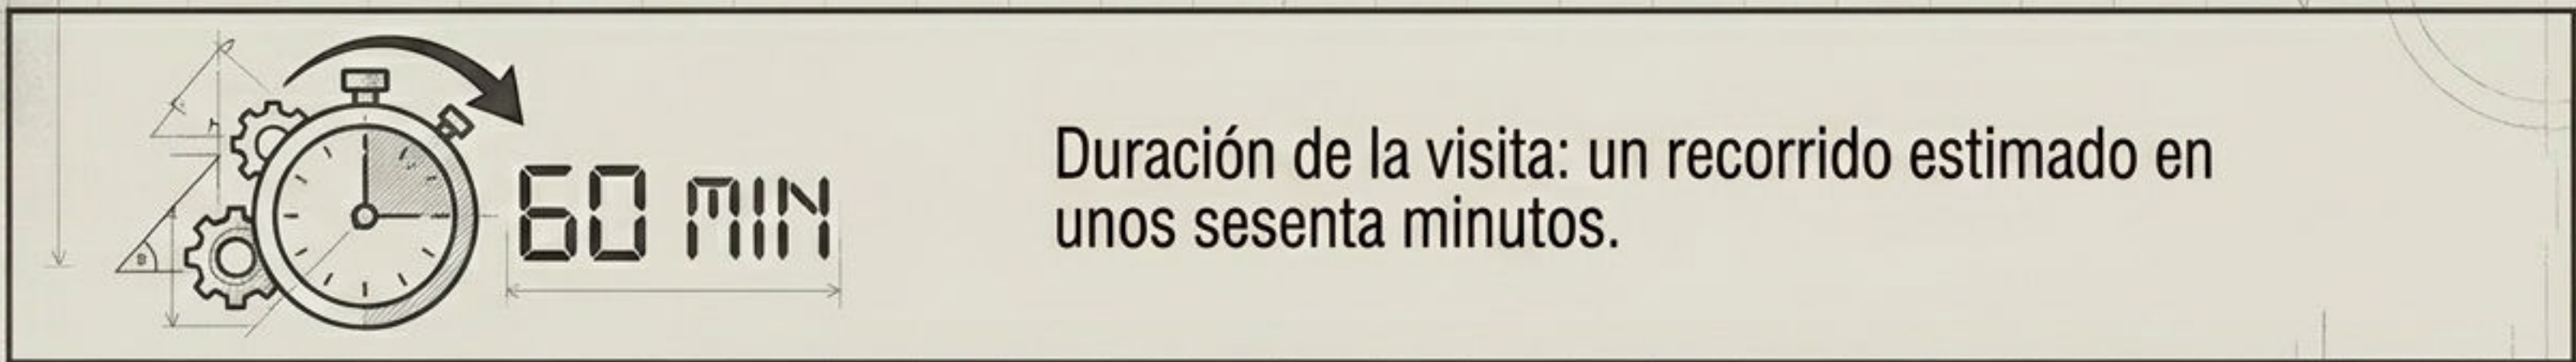 60 MIN
Duración de la visita: un recorrido estimado en
unos sesenta minutos.